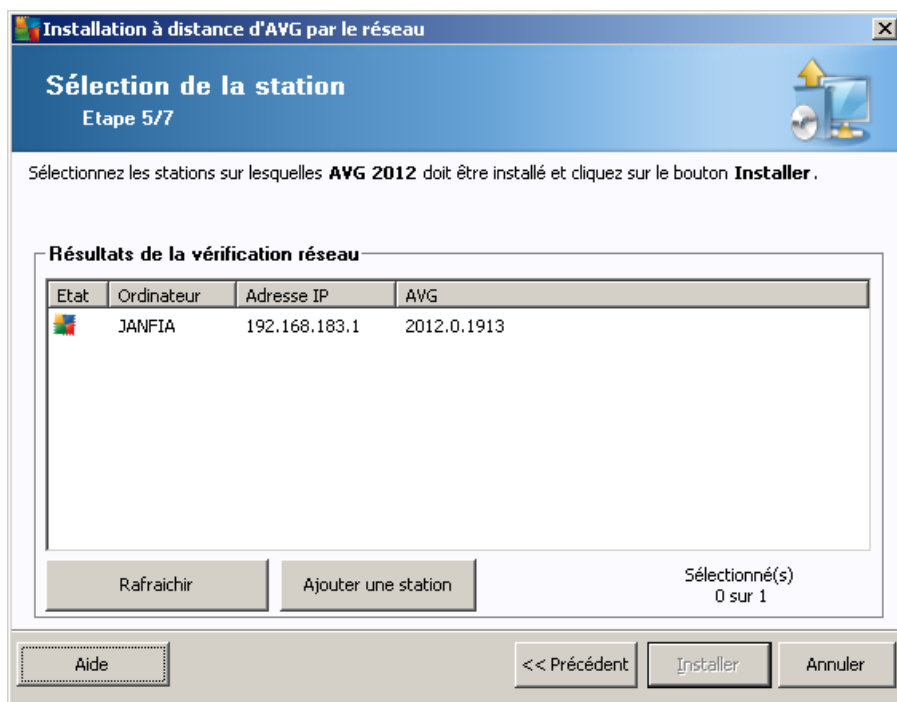 Installation à distance d'AVG par le réseau
Sélection de la station
Etape 5/7
Sélectionnez les stations sur lesquelles AVG 2012 doit être installé et cliquez sur le bouton Installer.
Résultats de la vérification réseau
Etat Ordinateur Adresse IP AVG
JANFIA 192.168.183.1 2012.0.1913
Rafraichir Ajouter une station Sélectionné(s)
0 sur 1
Aide << Précédent Installer Annuler